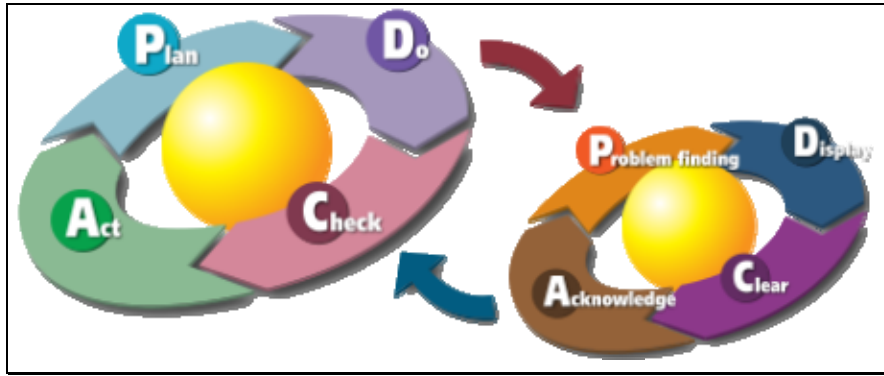 Plan
Do
Check
Act
Problem finding
Display
Clear
Acknowledge